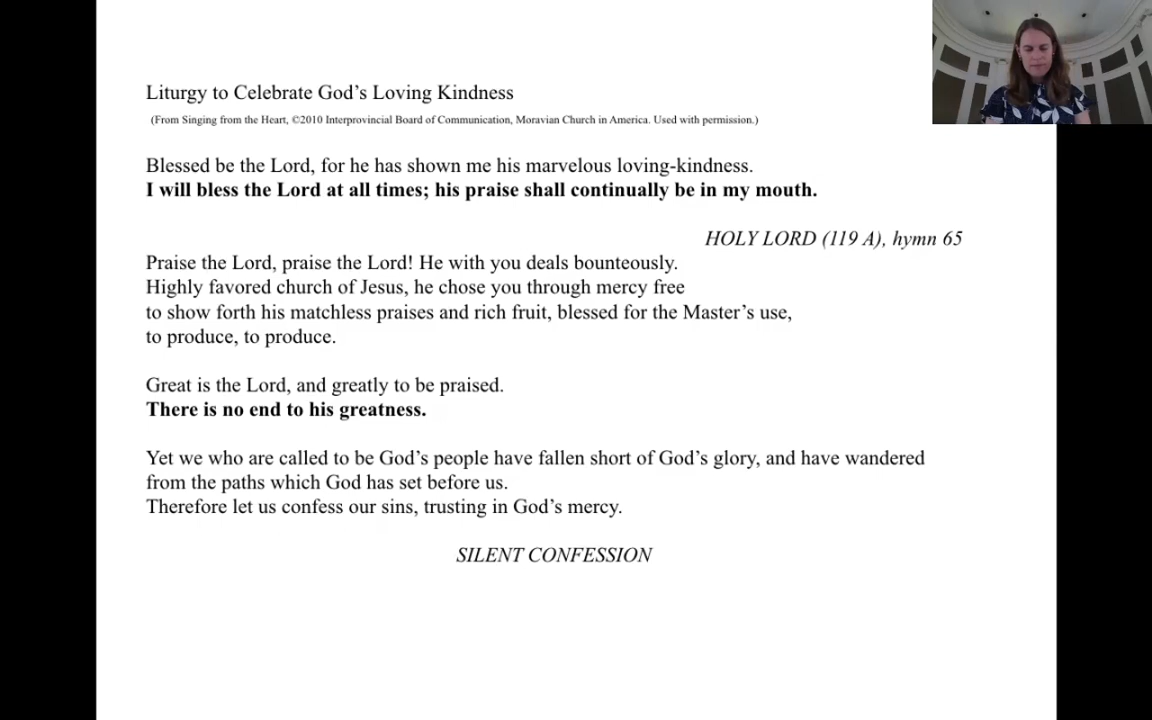 Liturgy to Celebrate God's Loving Kindness
(From Singing from the Heart, ©2010 Interprovincial Board of Communication, Moravian Church in America. Used with permission.)
Blessed be the Lord, for he has shown me his marvelous loving-kindness.
I will bless the Lord at all times; his praise shall continually be in my mouth.
HOLY LORD (119 A), hymn 65
Praise the Lord, praise the Lord! He with you deals bounteously.
Highly favored church of Jesus, he chose you through mercy free
to show forth his matchless praises and rich fruit, blessed for the Master's use,
to produce, to produce.
Great is the Lord, and greatly to be praised.
There is no end to his greatness.
Yet we who are called to be God's people have fallen short of God's glory, and have wandered
from the paths which God has set before us.
Therefore let us confess our sins, trusting in God's mercy.
SILENT CONFESSION